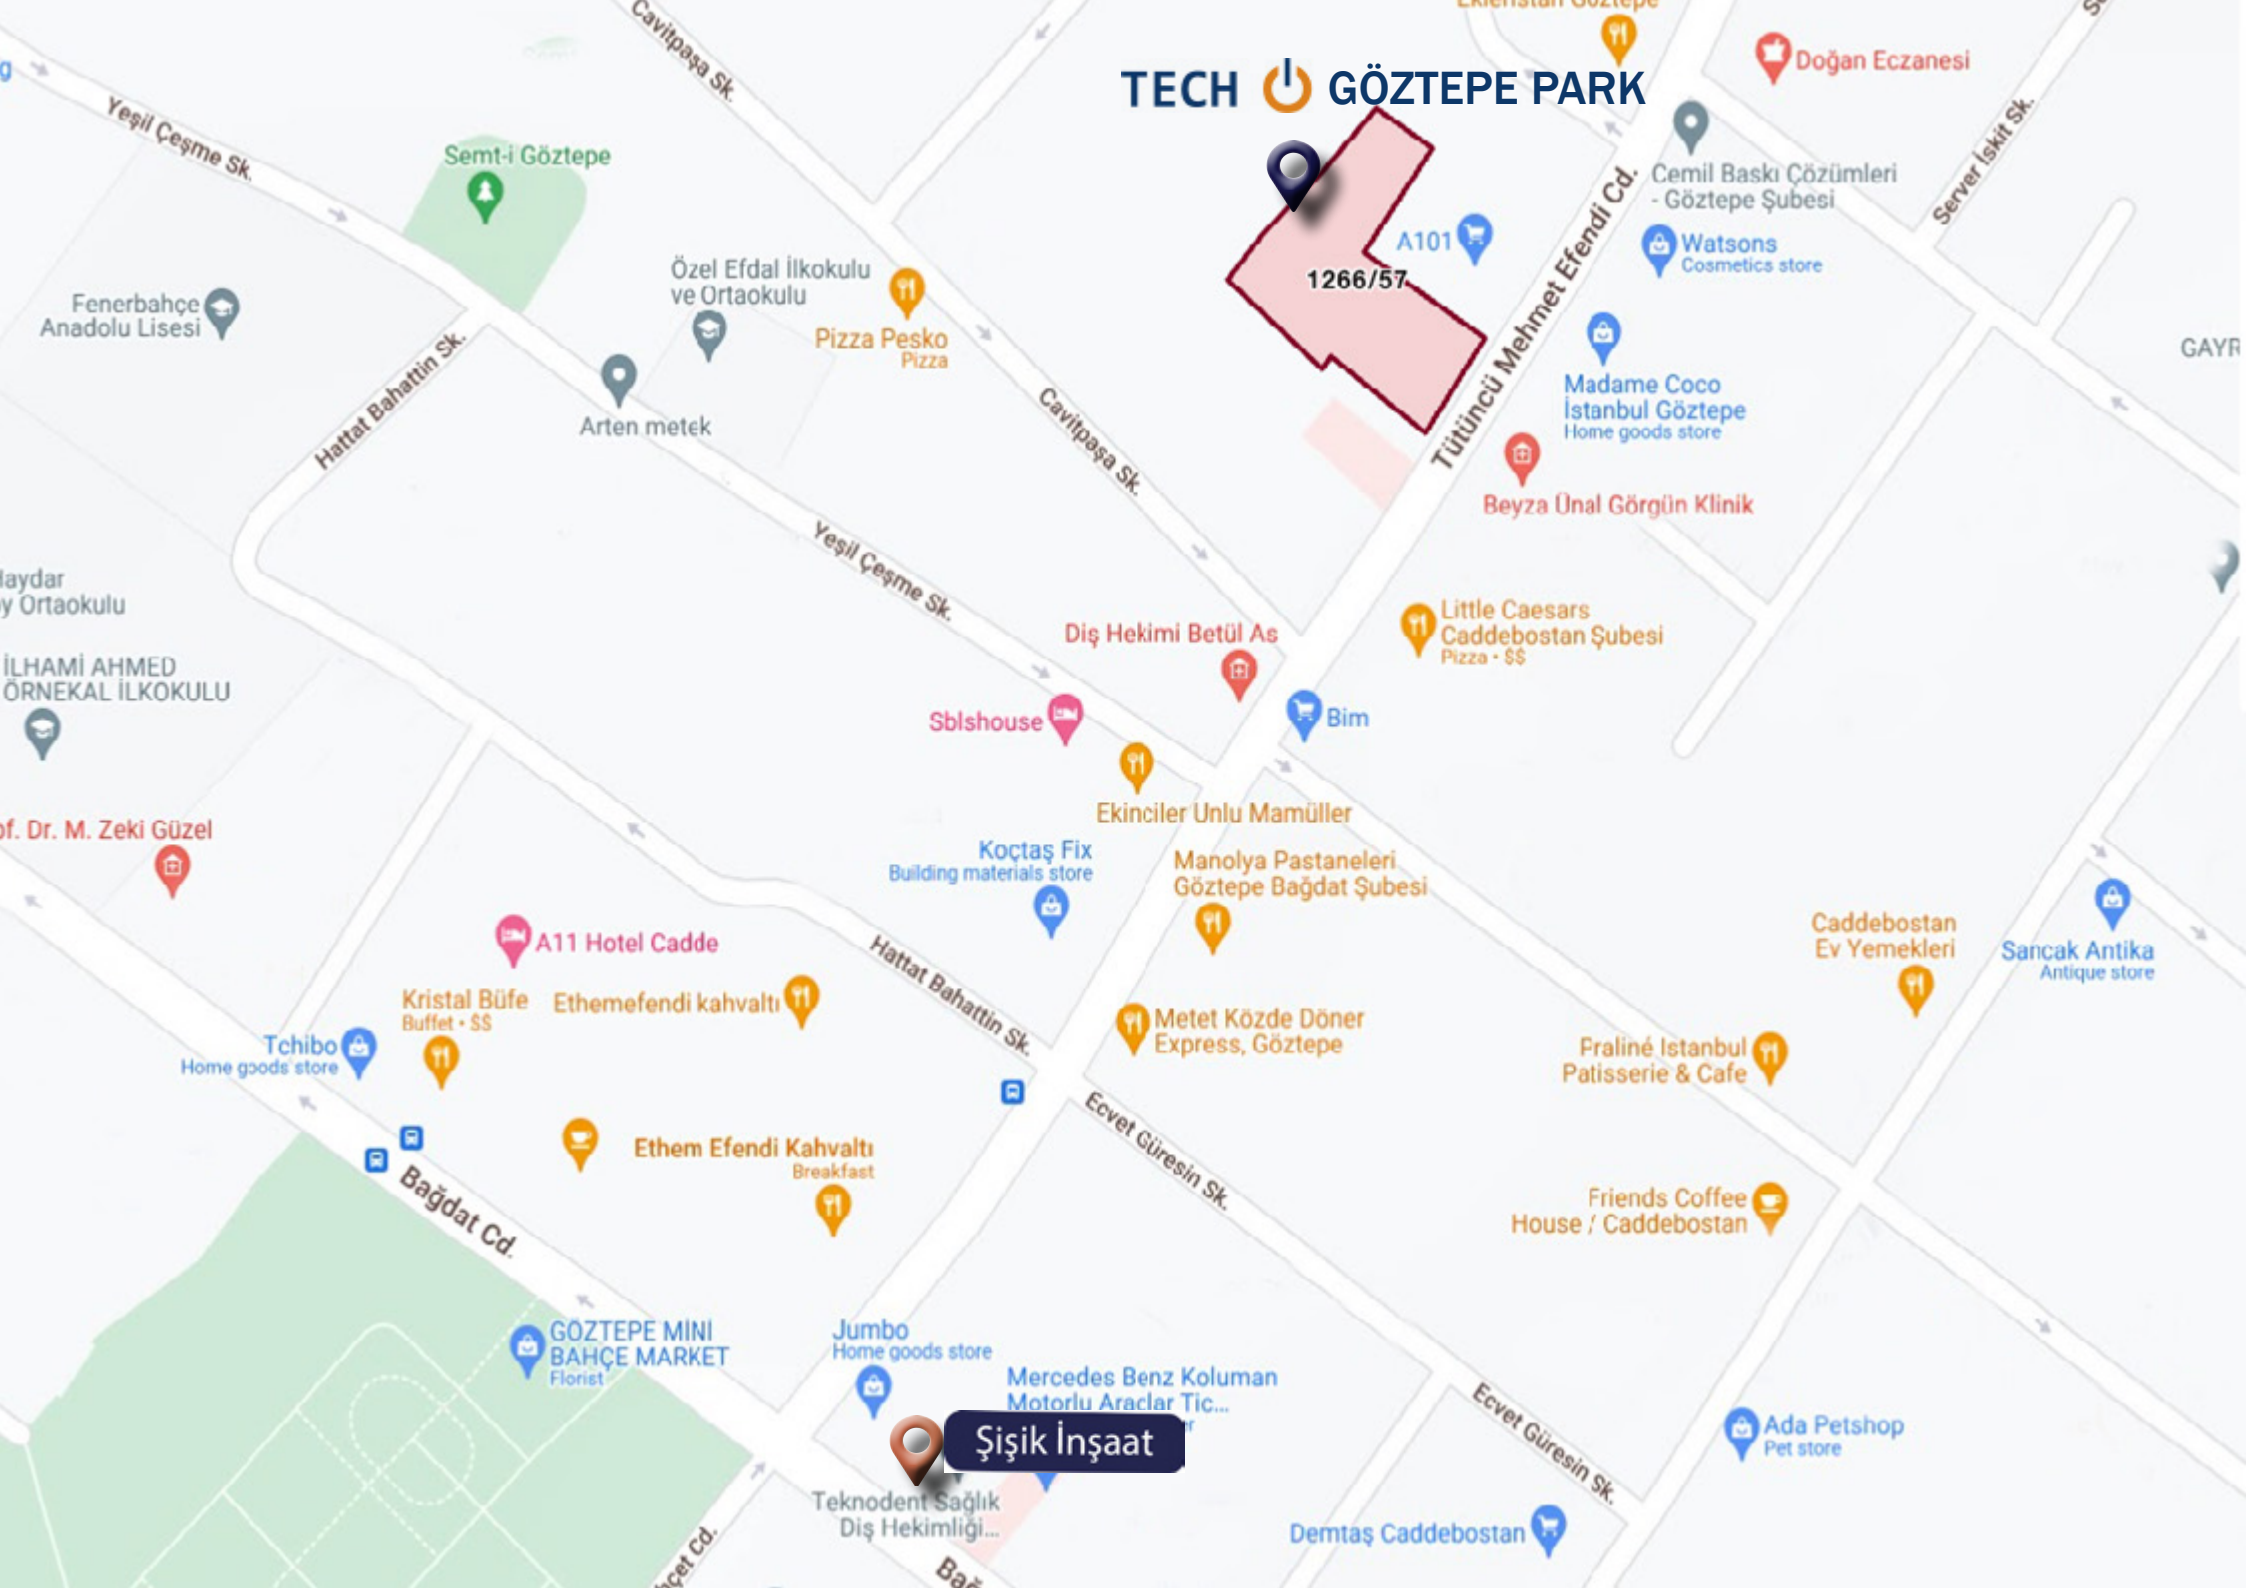 TECH GÖZTEPE PARK
Doğan Eczanesi
Cavitpaşa Sk.
Yeşil Çeşme Sk.
Semt-i Göztepe
Cemil Baskı Çözümleri
- Göztepe Şubesi
Server İskit Sk.
A101
Watsons
Cosmetics store
1266/57
Tütüncü Mehmet Efendi Cd.
Özel Efdal İlkokulu
ve Ortaokulu
Fenerbahçe
Anadolu Lisesi
Pizza Pesko
Pizza
Hattat Bahattin Sk.
Arten metek
Cavitpaşa Sk.
Madame Coco
İstanbul Göztepe
Home goods store
Beyza Ünal Görgün Klinik
Yeşil Çeşme Sk.
Ortaokulu
Diş Hekimi Betül As
Little Caesars
Caddebostan Şubesi
Pizza · $$
İLHAMİ AHMED
ÖRNEKAL İLKOKULU
Sblshouse
Bim
Ekinciler Unlu Mamüller
Dr. M. Zeki Güzel
Koçtaş Fix
Building materials store
Manolya Pastaneleri
Göztepe Bağdat Şubesi
A11 Hotel Cadde
Hattat Bahattin Sk.
Caddebostan
Ev Yemekleri
Sancak Antika
Antique store
Kristal Büfe
Buffet · $$
Ethemefendi kahvaltı
Metet Közde Döner
Express, Göztepe
Tchibo
Home goods store
Praliné Istanbul
Patisserie & Cafe
Ecvet Güresin Sk.
Ethem Efendi Kahvaltı
Breakfast
Bağdat Cd.
Friends Coffee
House / Caddebostan
GÖZTEPE MİNİ
BAHÇE MARKET
Florist
Jumbo
Home goods store
Mercedes Benz Koluman
Motorlu Araçlar Tic...
Şişik İnşaat
Ecvet Güresin Sk.
Ada Petshop
Pet store
Teknodent Sağlık
Diş Hekimliği...
Demtaş Caddebostan
Cd.